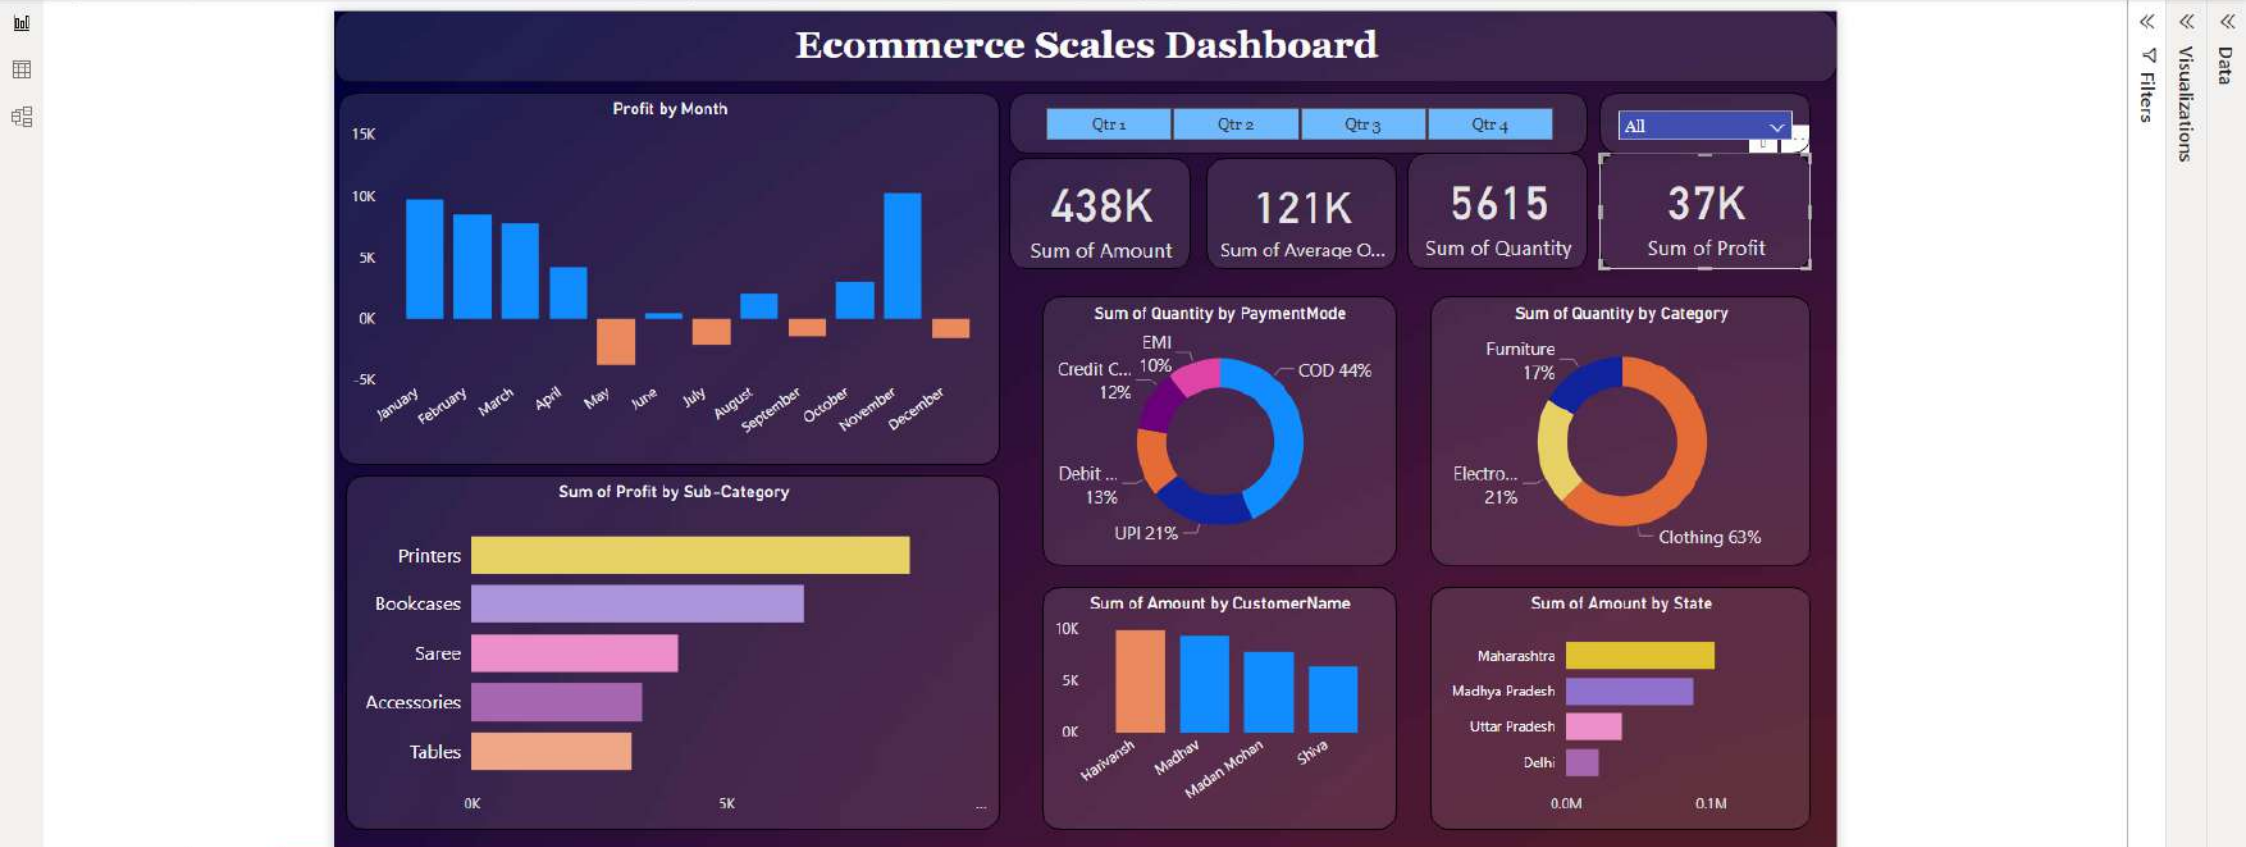 Ecommerce Scales Dashboard
Profit by Month
15K
10K
5K
0K
-5K
January
February
March
April
May
June
July
August
September
October
November
December
Qtr 1
Qtr 2
Qtr 3
Qtr 4
All
438K
Sum of Amount
121K
Sum of Average O...
5615
Sum of Quantity
37K
Sum of Profit
Sum of Quantity by PaymentMode
EMI
10%
Credit C...
12%
COD 44%
Debit ...
13%
UPI 21%
Sum of Quantity by Category
Furniture
17%
Electro...
21%
Clothing 63%
Sum of Profit by Sub-Category
Printers
Bookcases
Saree
Accessories
Tables
0K
5K
...
Sum of Amount by CustomerName
10K
5K
0K
Harivansh
Madhav
Madan Mohan
Shiva
Sum of Amount by State
Maharashtra
Madhya Pradesh
Uttar Pradesh
Delhi
0.0M
0.1M
Filters
Visualizations
Data